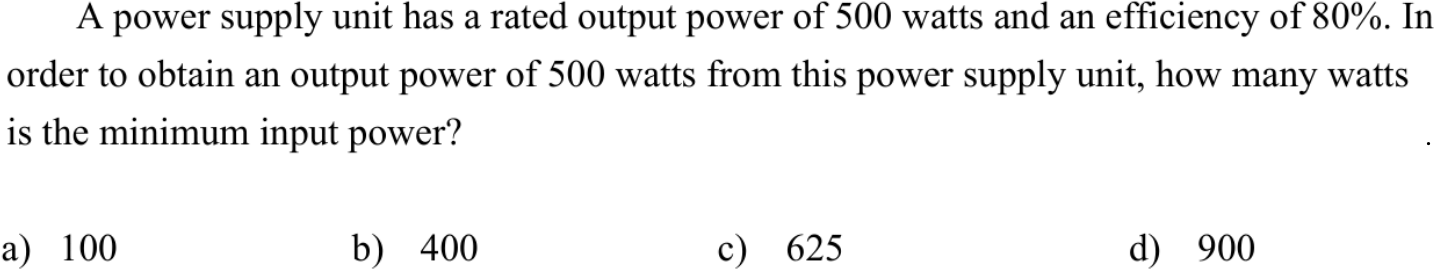 A power supply unit has a rated output power of 500 watts and an efficiency of 80%. In
order to obtain an output power of 500 watts from this power supply unit, how many watts
is the minimum input power?
a) 100 b) 400 c) 625 d) 900